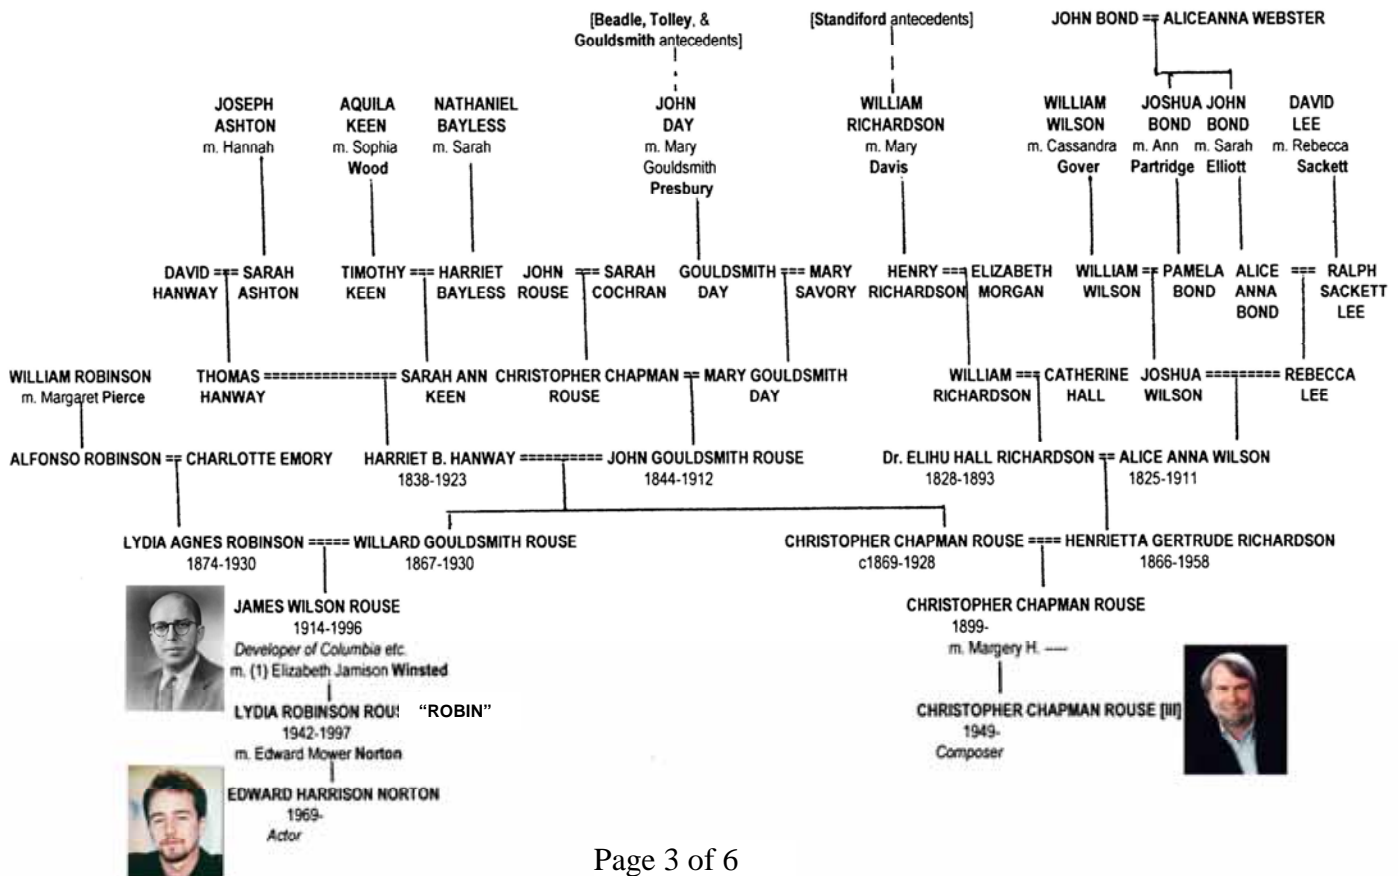 [Beadle, Tolley, & [Standiford antecedents] JOHN BOND == ALICEANNA WEBSTER
Gouldsmith antecedents]
JOSEPH AQUILA NATHANIEL JOHN WILLIAM WILLIAM JOSHUA JOHN DAVID
ASHTON KEEN BAYLESS DAY RICHARDSON WILSON BOND BOND LEE
m. Hannah m. Sophia m. Sarah m. Mary m. Mary m. Cassandra m. Ann m. Sarah m. Rebecca
Wood Gouldsmith Davis Gover Partridge Elliott Sackett
Presbury
DAVID === SARAH TIMOTHY === HARRIET JOHN === SARAH GOULDSMITH === MARY HENRY === ELIZABETH WILLIAM == PAMELA ALICE === RALPH
HANWAY ASHTON KEEN BAYLESS ROUSE COCHRAN DAY SAVORY RICHARDSON MORGAN WILSON BOND ANNA SACKETT
BOND LEE
WILLIAM ROBINSON THOMAS ================ SARAH ANN CHRISTOPHER CHAPMAN == MARY GOULDSMITH WILLIAM === CATHERINE JOSHUA ========= REBECCA
m. Margaret Pierce HANWAY KEEN ROUSE DAY RICHARDSON HALL WILSON LEE
ALFONSO ROBINSON == CHARLOTTE EMORY HARRIET B. HANWAY ========== JOHN GOULDSMITH ROUSE Dr. ELIHU HALL RICHARDSON == ALICE ANNA WILSON
1838-1923 1844-1912 1828-1893 1825-1911
LYDIA AGNES ROBINSON ===== WILLARD GOULDSMITH ROUSE CHRISTOPHER CHAPMAN ROUSE ==== HENRIETTA GERTRUDE RICHARDSON
1874-1930 1867-1930 c1869-1928 1866-1958
JAMES WILSON ROUSE CHRISTOPHER CHAPMAN ROUSE
1914-1996 1899-
Developer of Columbia etc. m. Margery H. ----
m. (1) Elizabeth Jamison Winsted
LYDIA ROBINSON ROUS “ROBIN” CHRISTOPHER CHAPMAN ROUSE [III]
1942-1997 1949-
m. Edward Mower Norton Composer
EDWARD HARRISON NORTON
1969-
Actor
Page 3 of 6